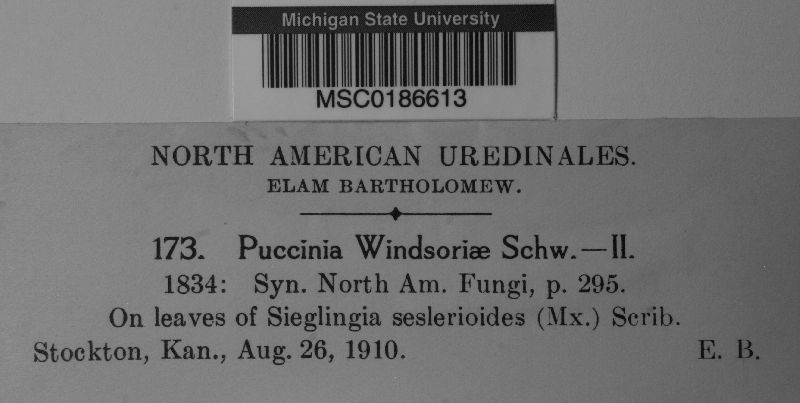 Michigan State University
MSC0186613
NORTH AMERICAN UREDINALES.
ELAM BARTHOLOMEW.
173. Puccinia Windsoriæ Schw.—II.
1834: Syn. North Am. Fungi, p. 295.
On leaves of Sieglingia seslerioides (Mx.) Scrib.
Stockton, Kan., Aug. 26, 1910. E. B.